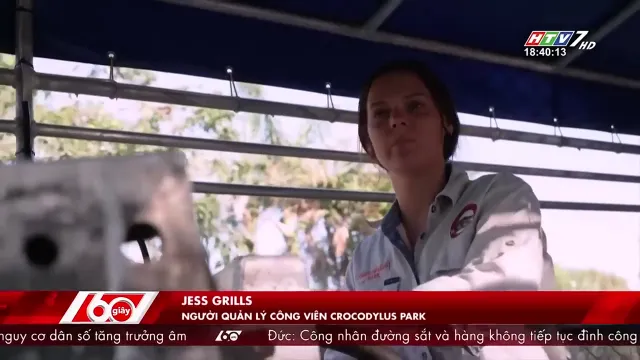 HTV7 HD
18:40:13
JESS GRILLS
NGƯỜI QUẢN LÝ CÔNG VIÊN CROCODYLUS PARK
60 giây
nguy cơ dân số tăng trưởng âm Đức: Công nhân đường sắt và hàng không tiếp tục đình công